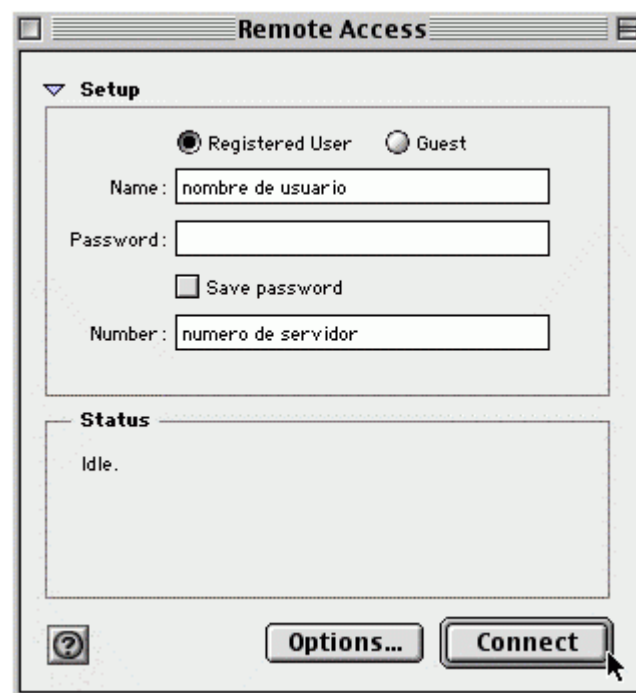 Remote Access
Setup
Registered User Guest
Name: nombre de usuario
Password:
Save password
Number: numero de servidor
Status
Idle.
? Options... Connect